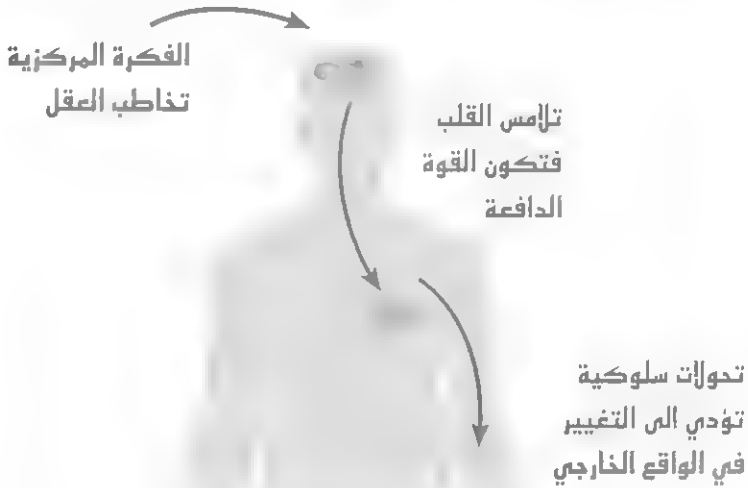 الفكرة المركزية
تخاطب العقل
تلامس القلب
فتكون القوة
الدافعة
تحولات سلوكية
تؤدي الى التغيير
في الواقع الخارجي